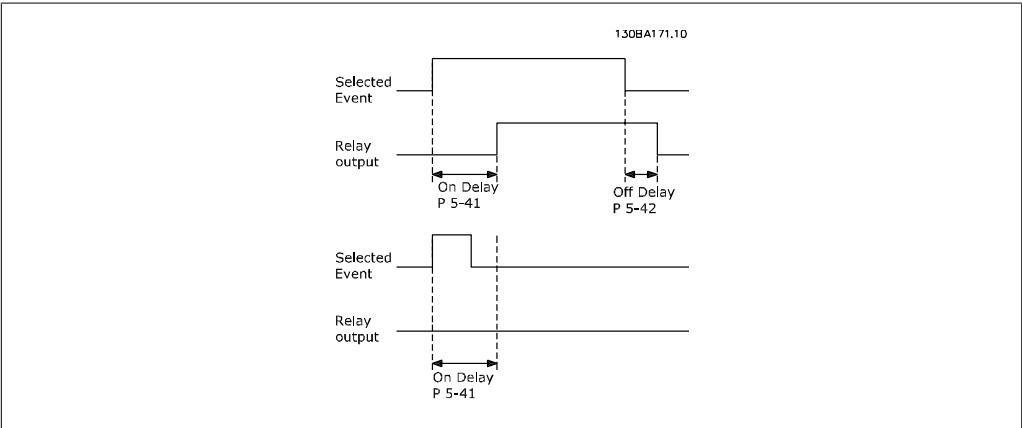 130BA171.10
Selected
Event
Relay
output
On Delay
P 5-41
Off Delay
P 5-42
Selected
Event
Relay
output
On Delay
P 5-41